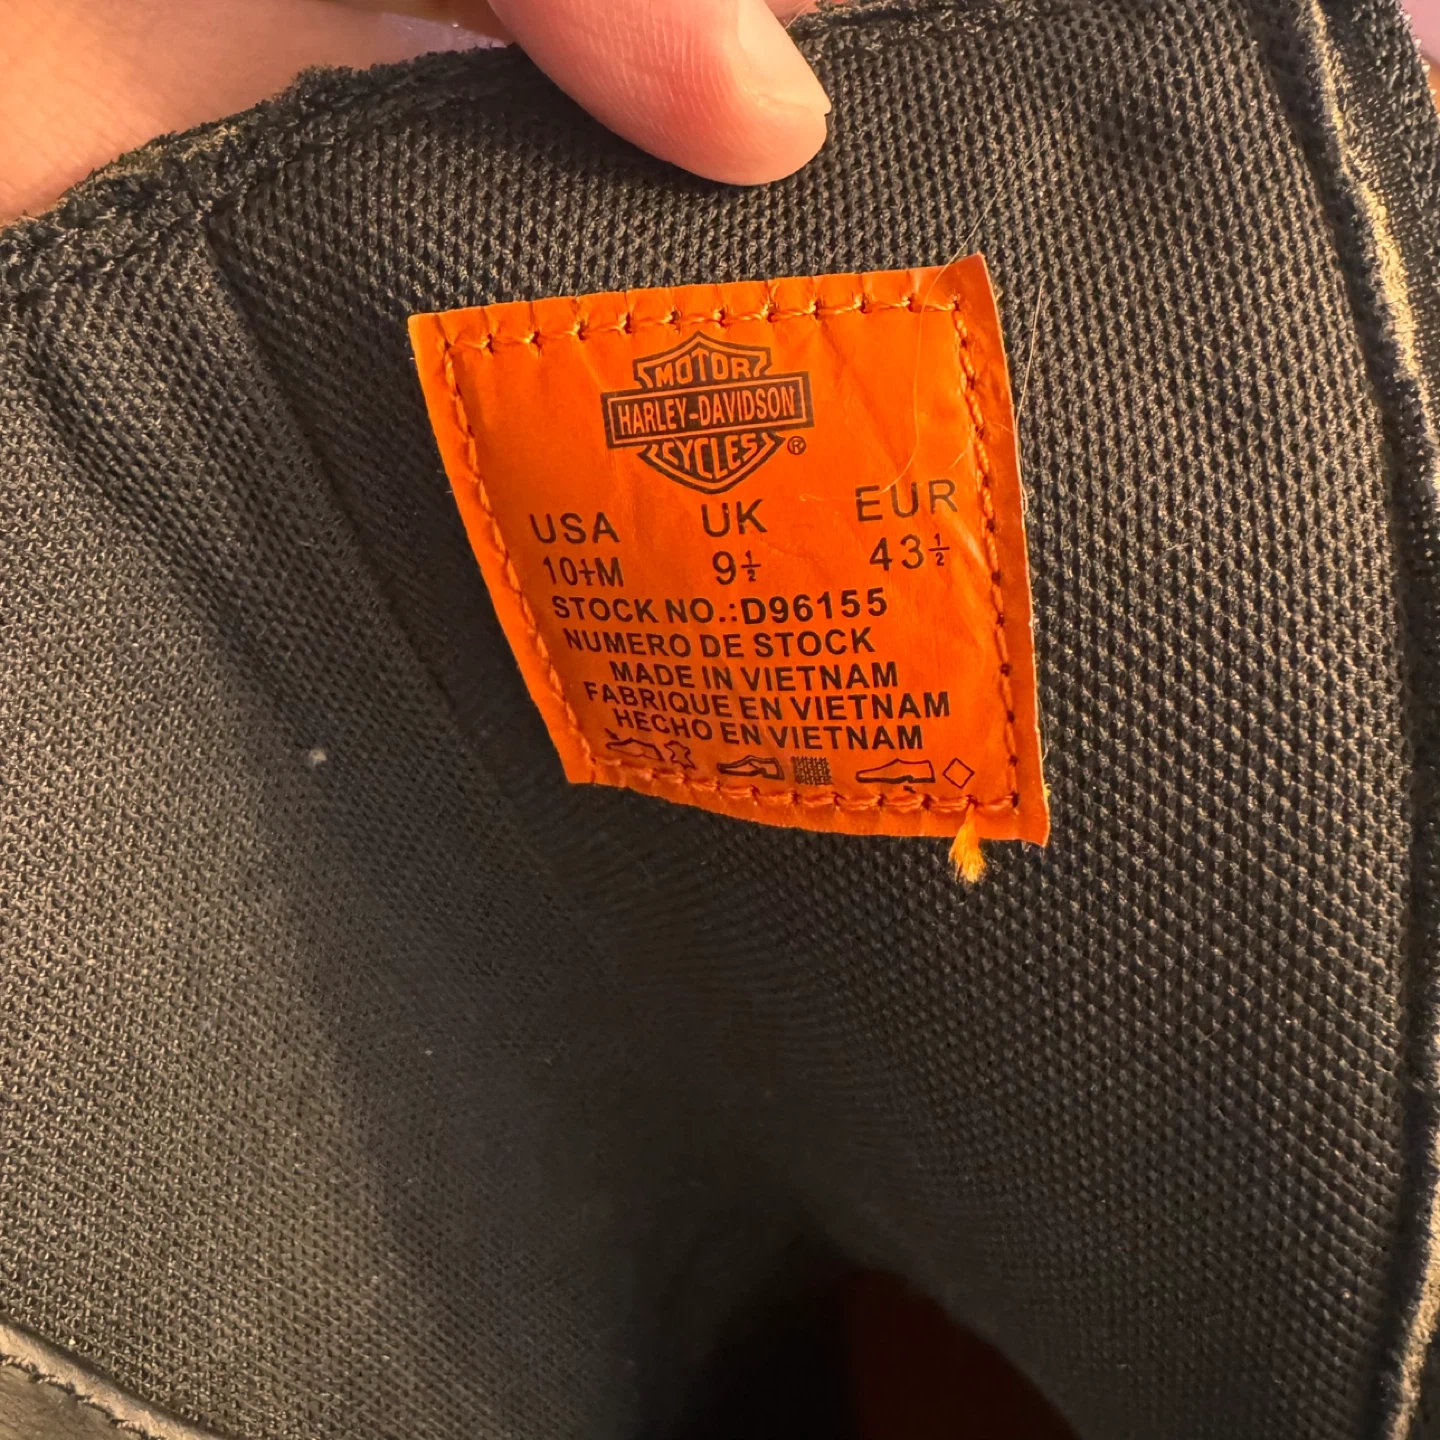 MOTOR
HARLEY-DAVIDSON
CYCLES ®
USA UK EUR
10½M 9½ 43½
STOCK NO.:D96155
NUMERO DE STOCK
MADE IN VIETNAM
FABRIQUE EN VIETNAM
HECHO EN VIETNAM